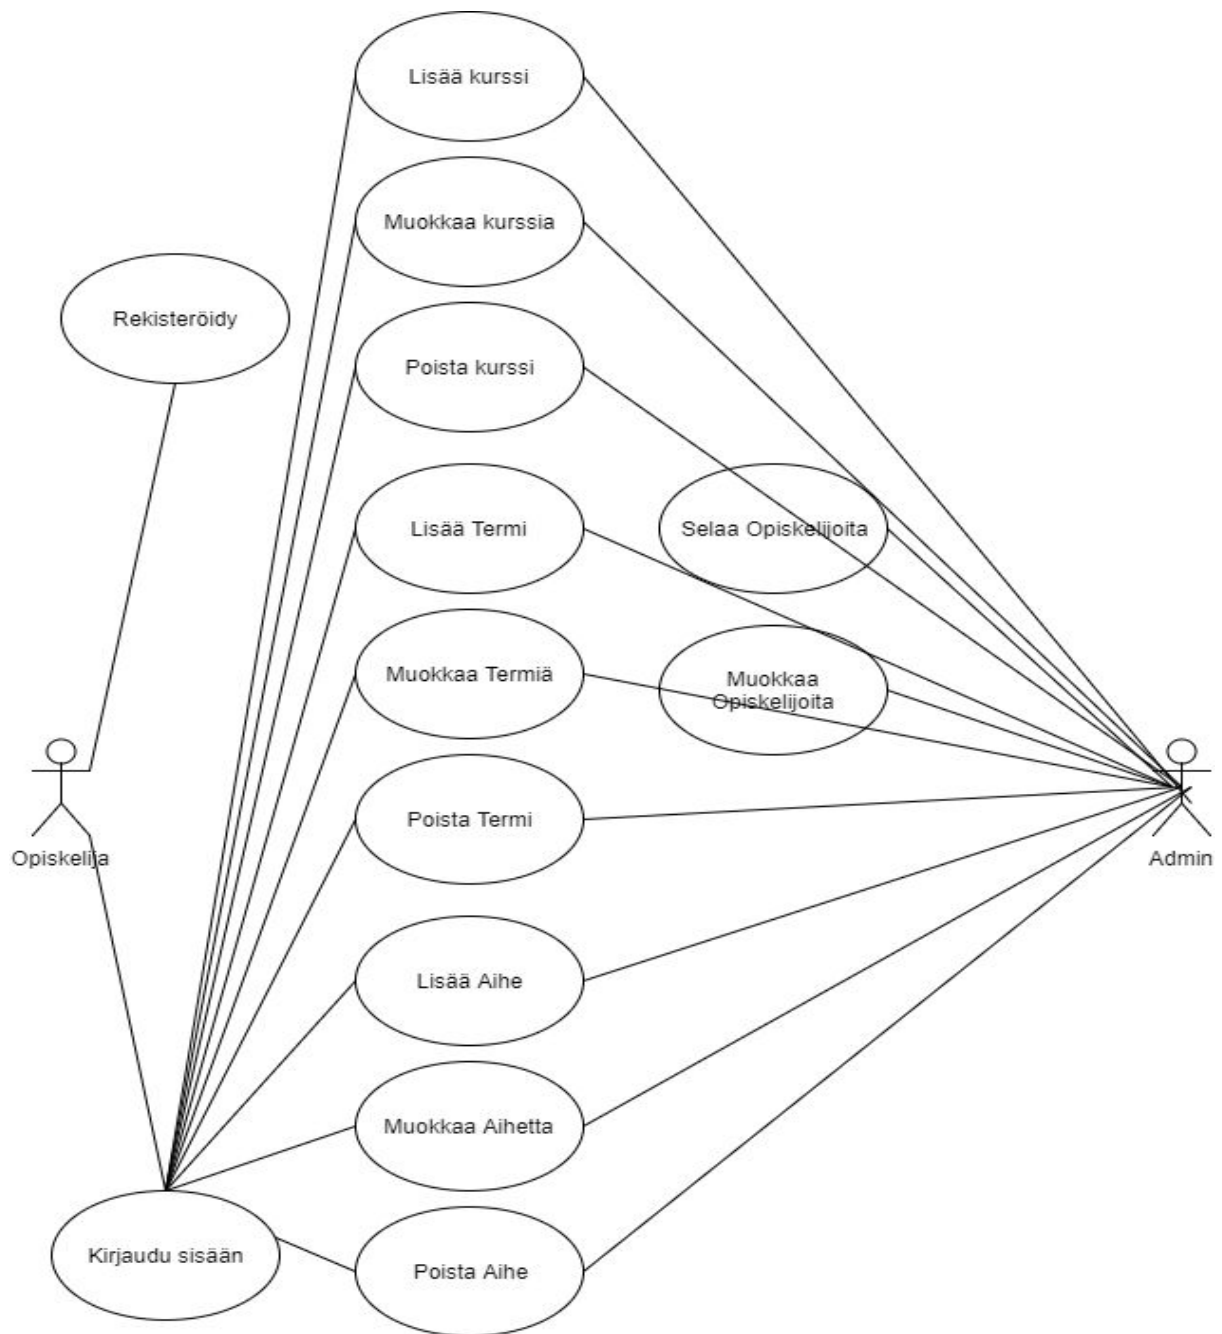 Lisää kurssi
Muokkaa kurssia
Rekisteröidy
Poista kurssi
Lisää Termi
Selaa Opiskelijoita
Muokkaa Termiä
Muokkaa
Opiskelijoita
Poista Termi
Opiskelija
Admin
Lisää Aihe
Muokkaa Aihetta
Kirjaudu sisään
Poista Aihe